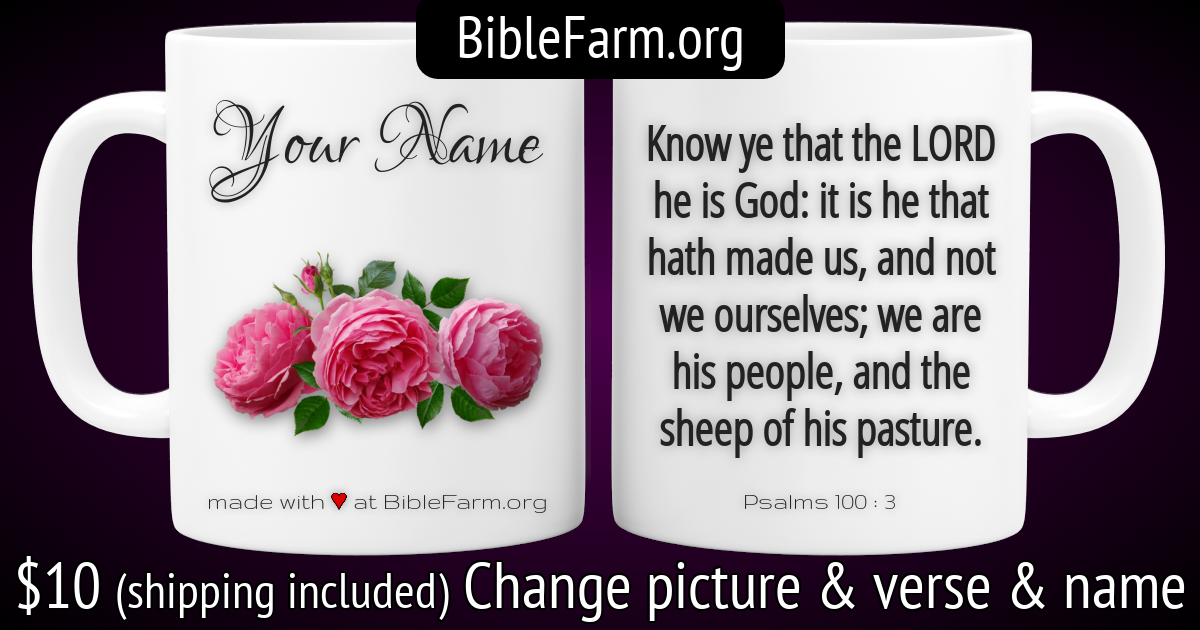 BibleFarm.org
Your Name
made with ♥ at BibleFarm.org
Know ye that the LORD
he is God: it is he that
hath made us, and not
we ourselves; we are
his people, and the
sheep of his pasture.
Psalms 100 : 3
$10 (shipping included) Change picture & verse & name